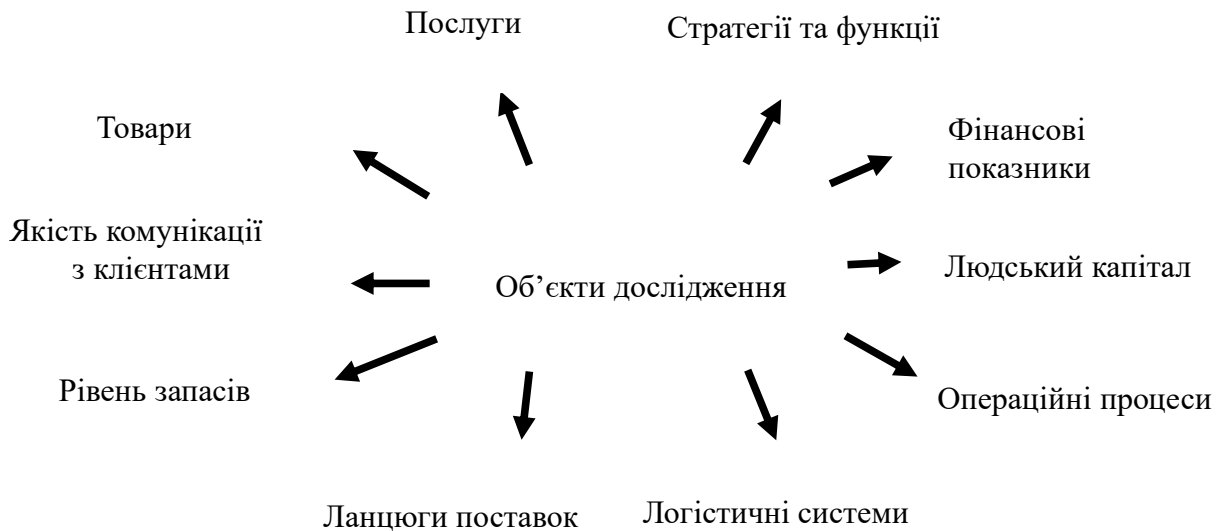 Послуги
Стратегії та функції
Товари
Фінансові
показники
Якість комунікації
з клієнтами
Людський капітал
Об’єкти дослідження
Рівень запасів
Операційні процеси
Ланцюги поставок
Логістичні системи